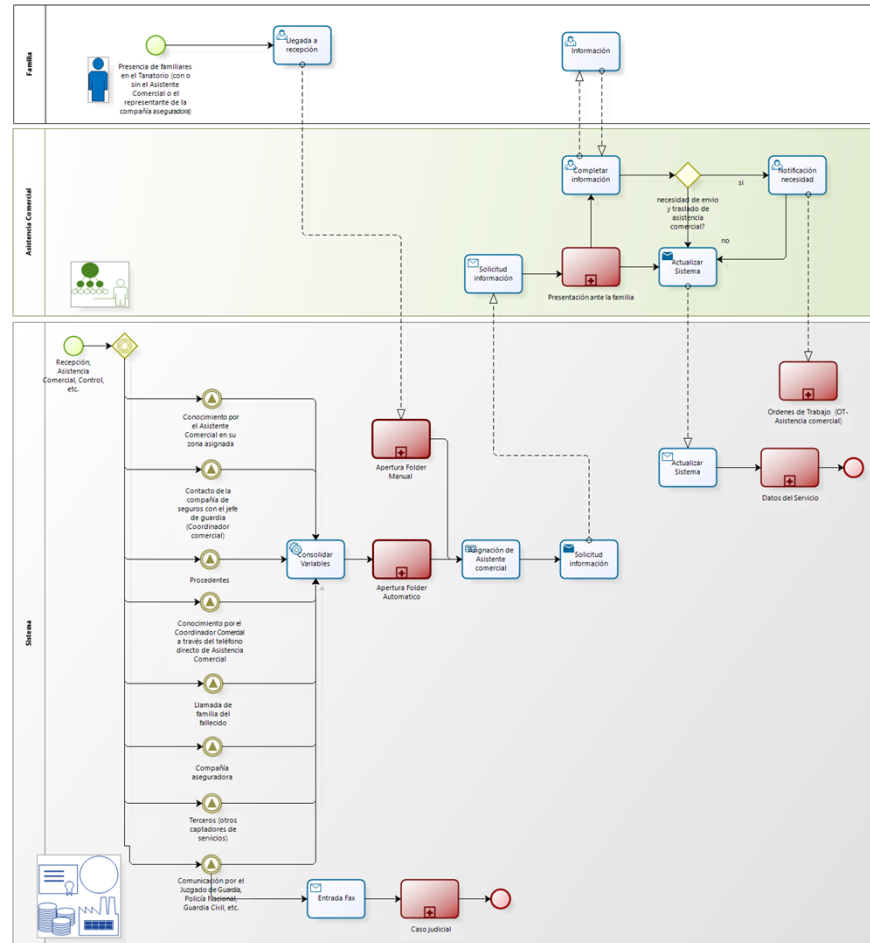 Familia
Presencia de familiares
en el Tanatorio (con o
sin el Asistente
Comercial o el
representante de la
compañía aseguradora)
Llegada a
recepción
Información
Asistencia Comercial
Completar
información
necesidad de envio
y traslado de
asistencia
comercial?
si
no
Notificación
necesidad
Solicitud
información
Presentación ante la familia
Actualizar
Sistema
Sistema
Recepción,
Asistencia
Comercial, Control,
etc.
Conocimiento por
el Asistente
Comercial en su
zona asignada
Contacto de la
compañía de
seguros con el jefe
de guardia
(Coordinador
comercial)
Procedentes
Conocimiento por el
Coordinador Comercial
a través del teléfono
directo de Asistencia
Comercial
Llamada de
familia del
fallecido
Compañía
aseguradora
Terceros (otros
captadores de
servicios)
Comunicación por el
Juzgado de Guardia,
Policía Nacional,
Guardia Civil, etc.
Consolidar
Variables
Apertura Folder
Manual
Apertura Folder
Automatico
Asignación de
Asistente
comercial
Solicitud
información
Ordenes de Trabajo (OT-
Asistencia comercial)
Actualizar
Sistema
Datos del Servicio
Entrada Fax
Caso judicial